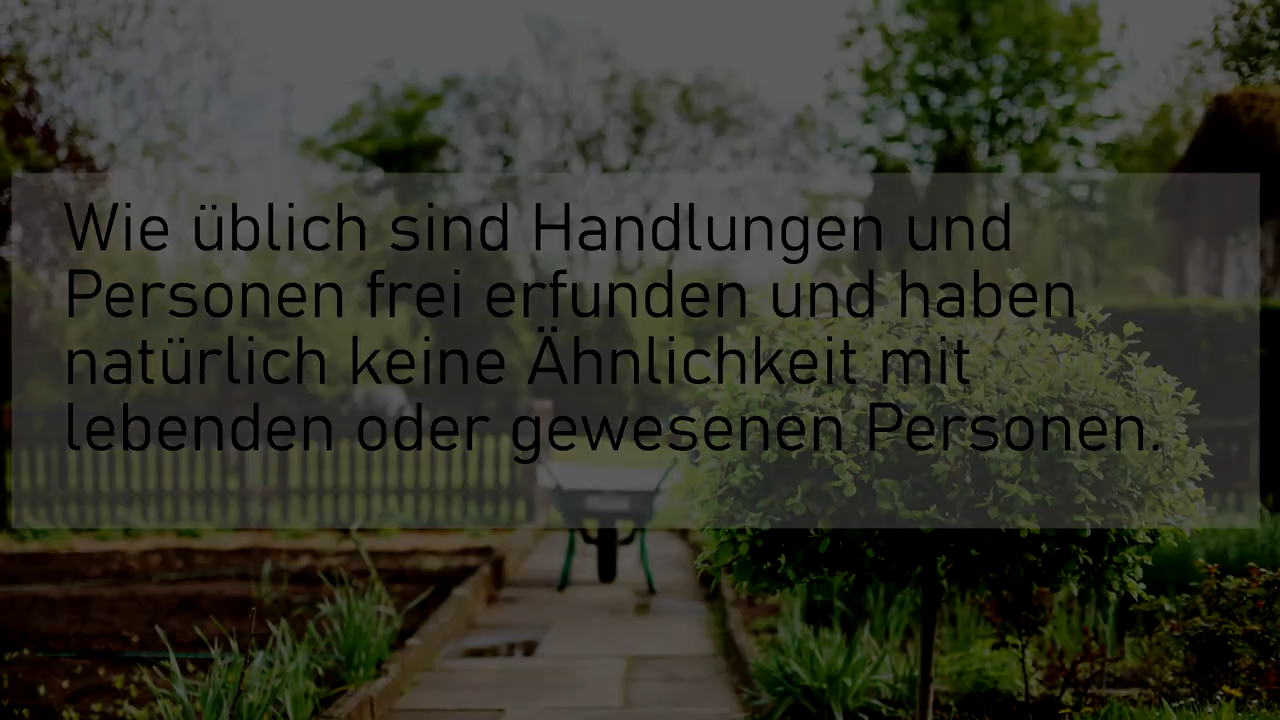 Wie üblich sind Handlungen und
Personen frei erfunden und haben
natürlich keine Ähnlichkeit mit
lebenden oder gewesenen Personen.